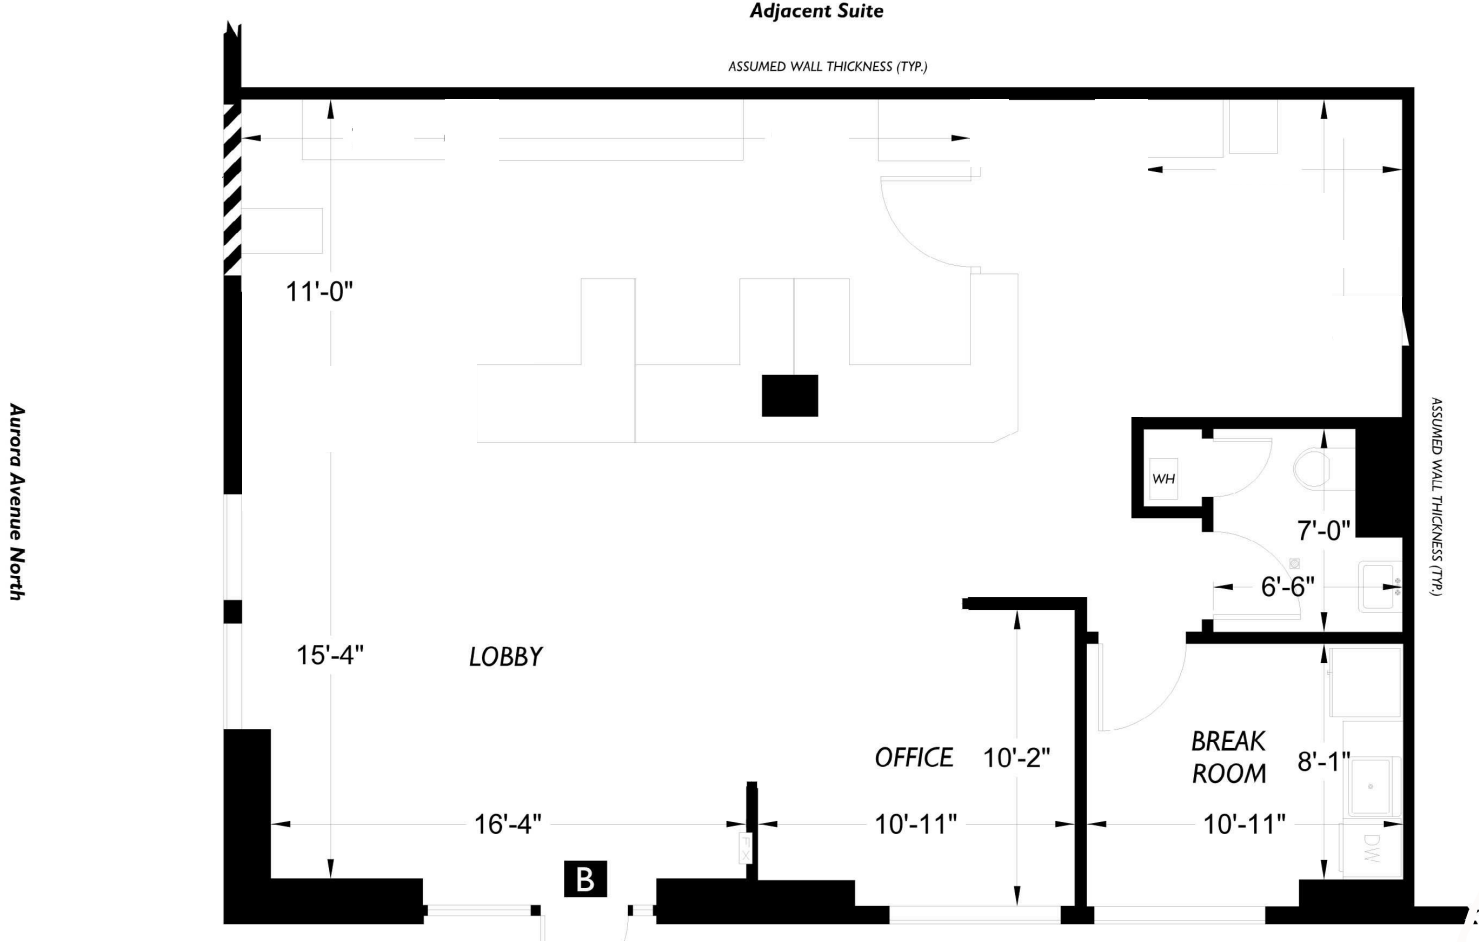 Adjacent Suite
ASSUMED WALL THICKNESS (TYP.)
11'-0"
Aurora Avenue North
ASSUMED WALL THICKNESS (TYP.)
WH
7'-0"
6'-6"
15'-4"
LOBBY
OFFICE
10'-2"
BREAK
ROOM
8'-1"
16'-4"
10'-11"
10'-11"
FX
DW
B